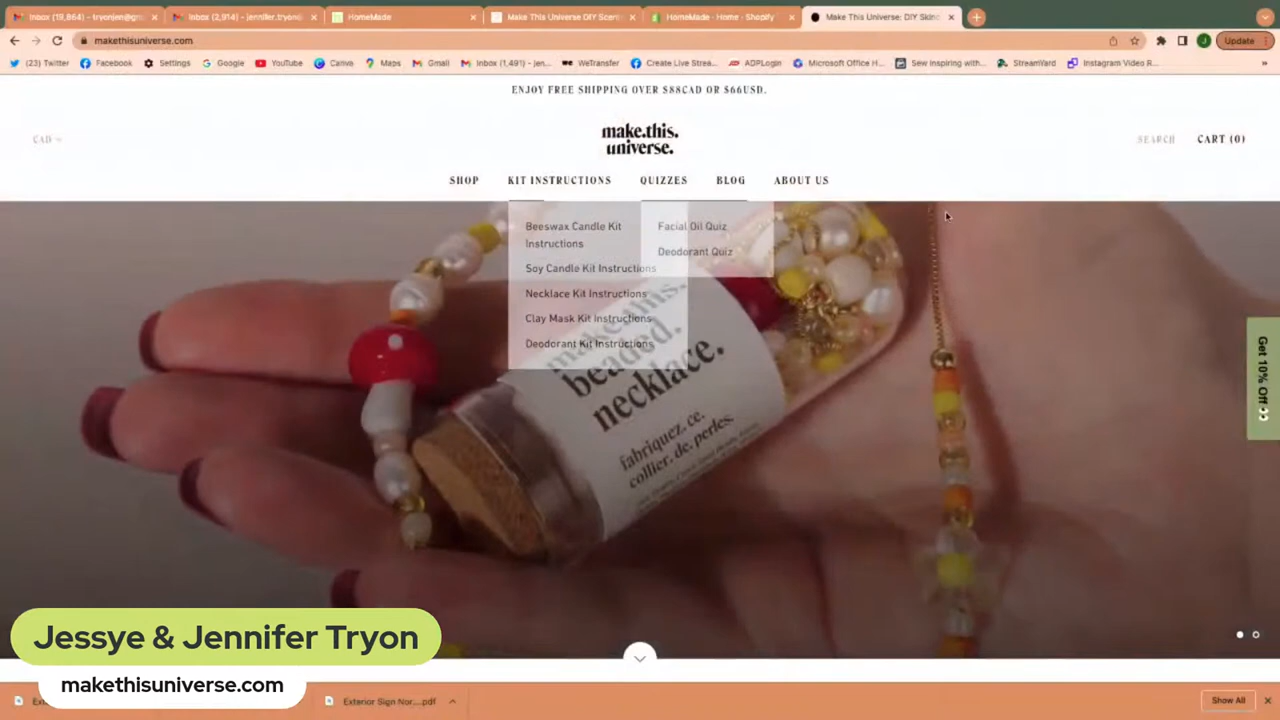 Inbox (19,864) – tryonjen@gm
Inbox (2,914) – jennifer.tryon@
HomeMade
Make This Universe DIY Scent
HomeMade · Home · Shopify
Make This Universe: DIY Skinc
makethisuniverse.com
Update
(23) Twitter
Facebook
Settings
Google
YouTube
Canva
Maps
Gmail
Inbox (1,491) – jen...
WeTransfer
Create Live Strea...
ADPLogin
Microsoft Office H...
Sew inspiring with...
StreamYard
Instagram Video R...
ENJOY FREE SHIPPING OVER $88CAD OR $66USD.
CAD
make.this.
universe.
SEARCH
CART (0)
SHOP
KIT INSTRUCTIONS
QUIZZES
BLOG
ABOUT US
Beeswax Candle Kit
Instructions
Soy Candle Kit Instructions
Necklace Kit Instructions
Clay Mask Kit Instructions
Deodorant Kit Instructions
Facial Oil Quiz
Deodorant Quiz
make.this.
beaded.
necklace.
fabriquez. ce.
collier. de. perles.
Get 10% Off
Jessye & Jennifer Tryon
makethisuniverse.com
Exterior Sign Nor....pdf
Show All